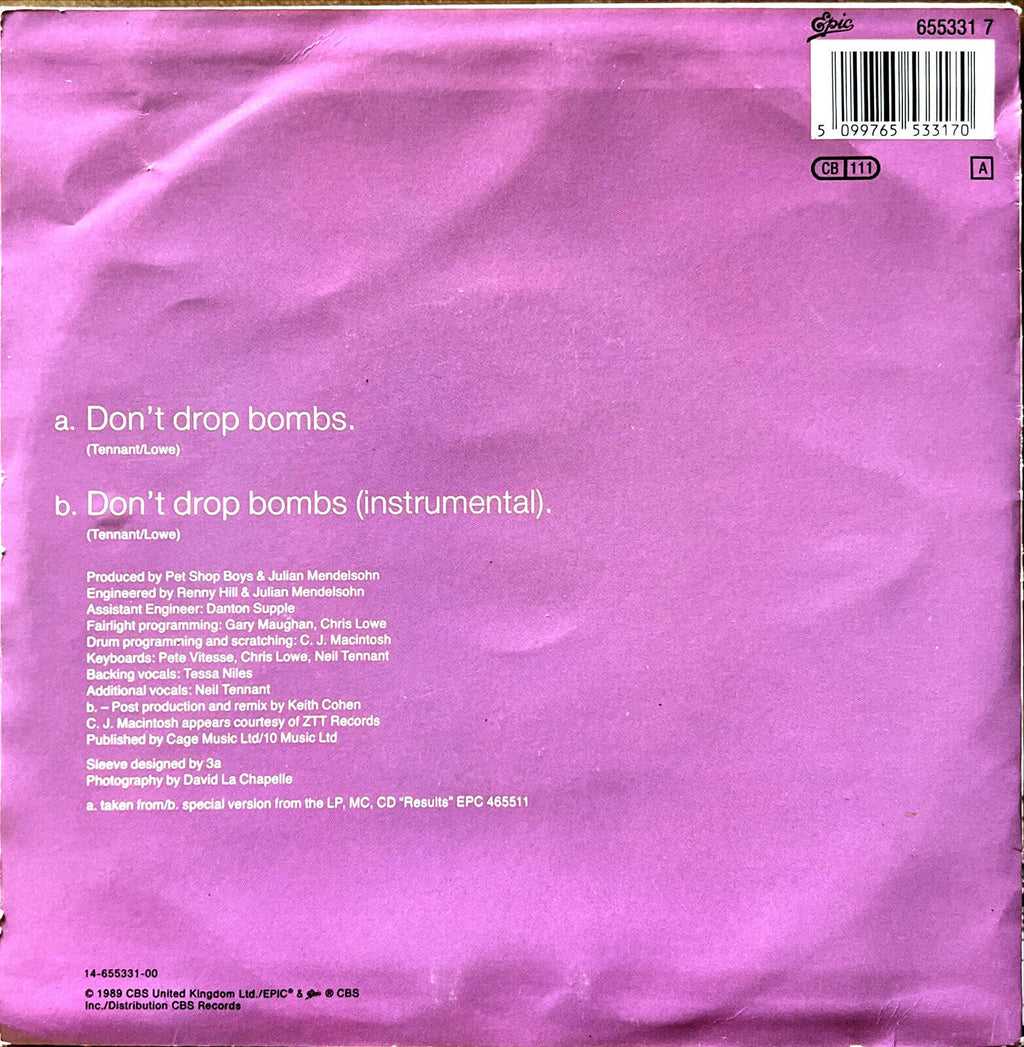 Epic
655331 7
5 099765 533170
CB 111
A
a. Don't drop bombs.
(Tennant/Lowe)
b. Don't drop bombs (instrumental).
(Tennant/Lowe)
Produced by Pet Shop Boys & Julian Mendelsohn
Engineered by Renny Hill & Julian Mendelsohn
Assistant Engineer: Danton Supple
Fairlight programming: Gary Maughan, Chris Lowe
Drum programming and scratching: C. J. Macintosh
Keyboards: Pete Vitesse, Chris Lowe, Neil Tennant
Backing vocals: Tessa Niles
Additional vocals: Neil Tennant
b. – Post production and remix by Keith Cohen
C. J. Macintosh appears courtesy of ZTT Records
Published by Cage Music Ltd/10 Music Ltd
Sleeve designed by 3a
Photography by David La Chapelle
a. taken from/b. special version from the LP, MC, CD "Results" EPC 465511
14-655331-00
© 1989 CBS United Kingdom Ltd./EPIC® & Epic ® CBS
Inc./Distribution CBS Records